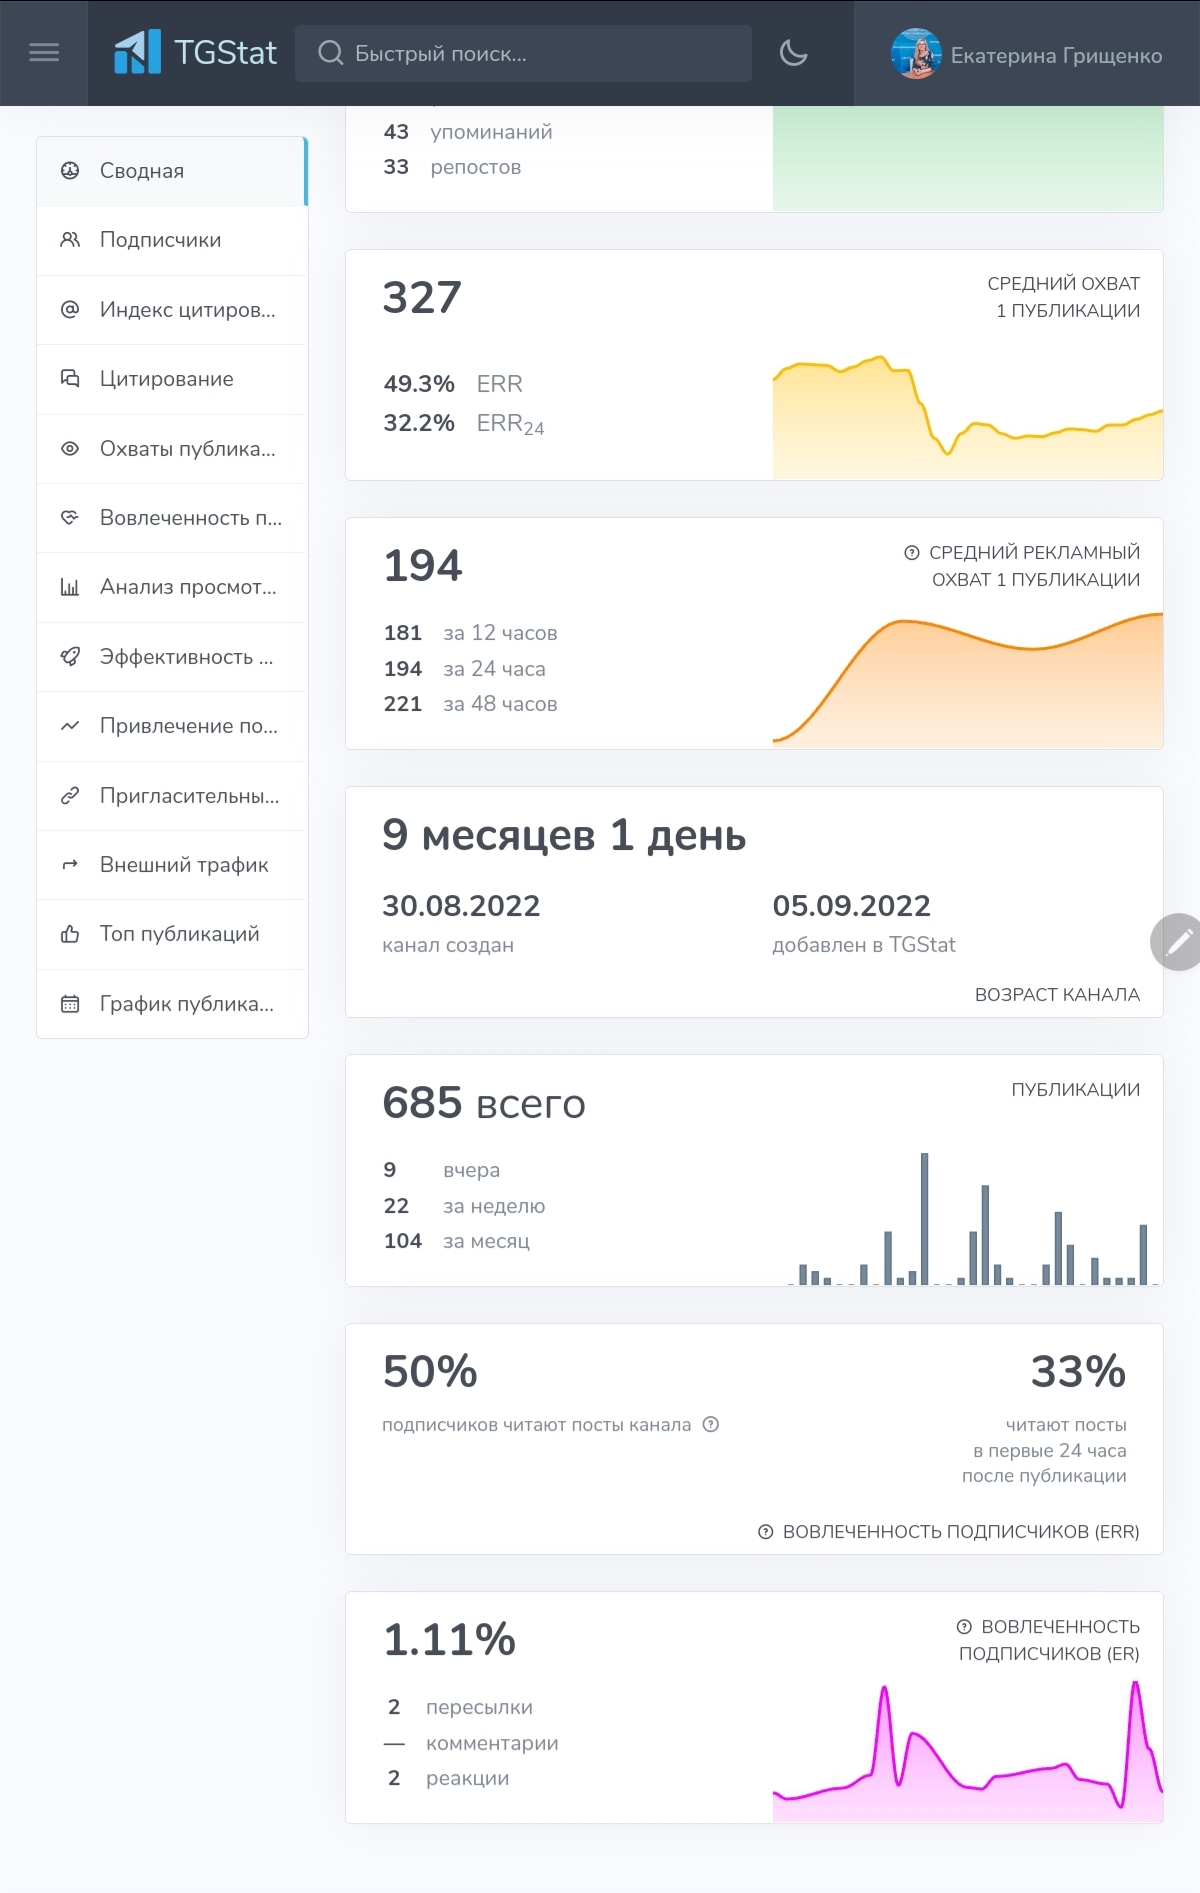 TGStat
Быстрый поиск...
Екатерина Грищенко
Сводная
Подписчики
Индекс цитиров...
Цитирование
Охваты публика...
Вовлеченность п...
Анализ просмот...
Эффективность ...
Привлечение по...
Пригласительны...
Внешний трафик
Топ публикаций
График публика...
43 упоминаний
33 репостов
327
СРЕДНИЙ ОХВАТ
1 ПУБЛИКАЦИИ
49.3% ERR
32.2% ERR24
194
СРЕДНИЙ РЕКЛАМНЫЙ
ОХВАТ 1 ПУБЛИКАЦИИ
181 за 12 часов
194 за 24 часа
221 за 48 часов
9 месяцев 1 день
30.08.2022
канал создан
05.09.2022
добавлен в TGStat
ВОЗРАСТ КАНАЛА
685 всего
ПУБЛИКАЦИИ
9 вчера
22 за неделю
104 за месяц
50%
подписчиков читают посты канала
33%
читают посты
в первые 24 часа
после публикации
ВОВЛЕЧЕННОСТЬ ПОДПИСЧИКОВ (ERR)
1.11%
ВОВЛЕЧЕННОСТЬ
ПОДПИСЧИКОВ (ER)
2 пересылки
— комментарии
2 реакции